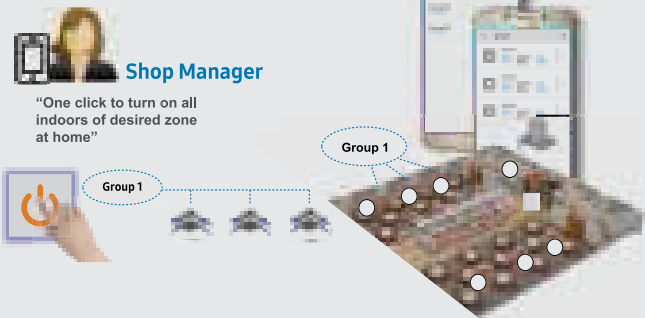 Shop Manager
“One click to turn on all
indoors of desired zone
at home”
Group 1
Group 1